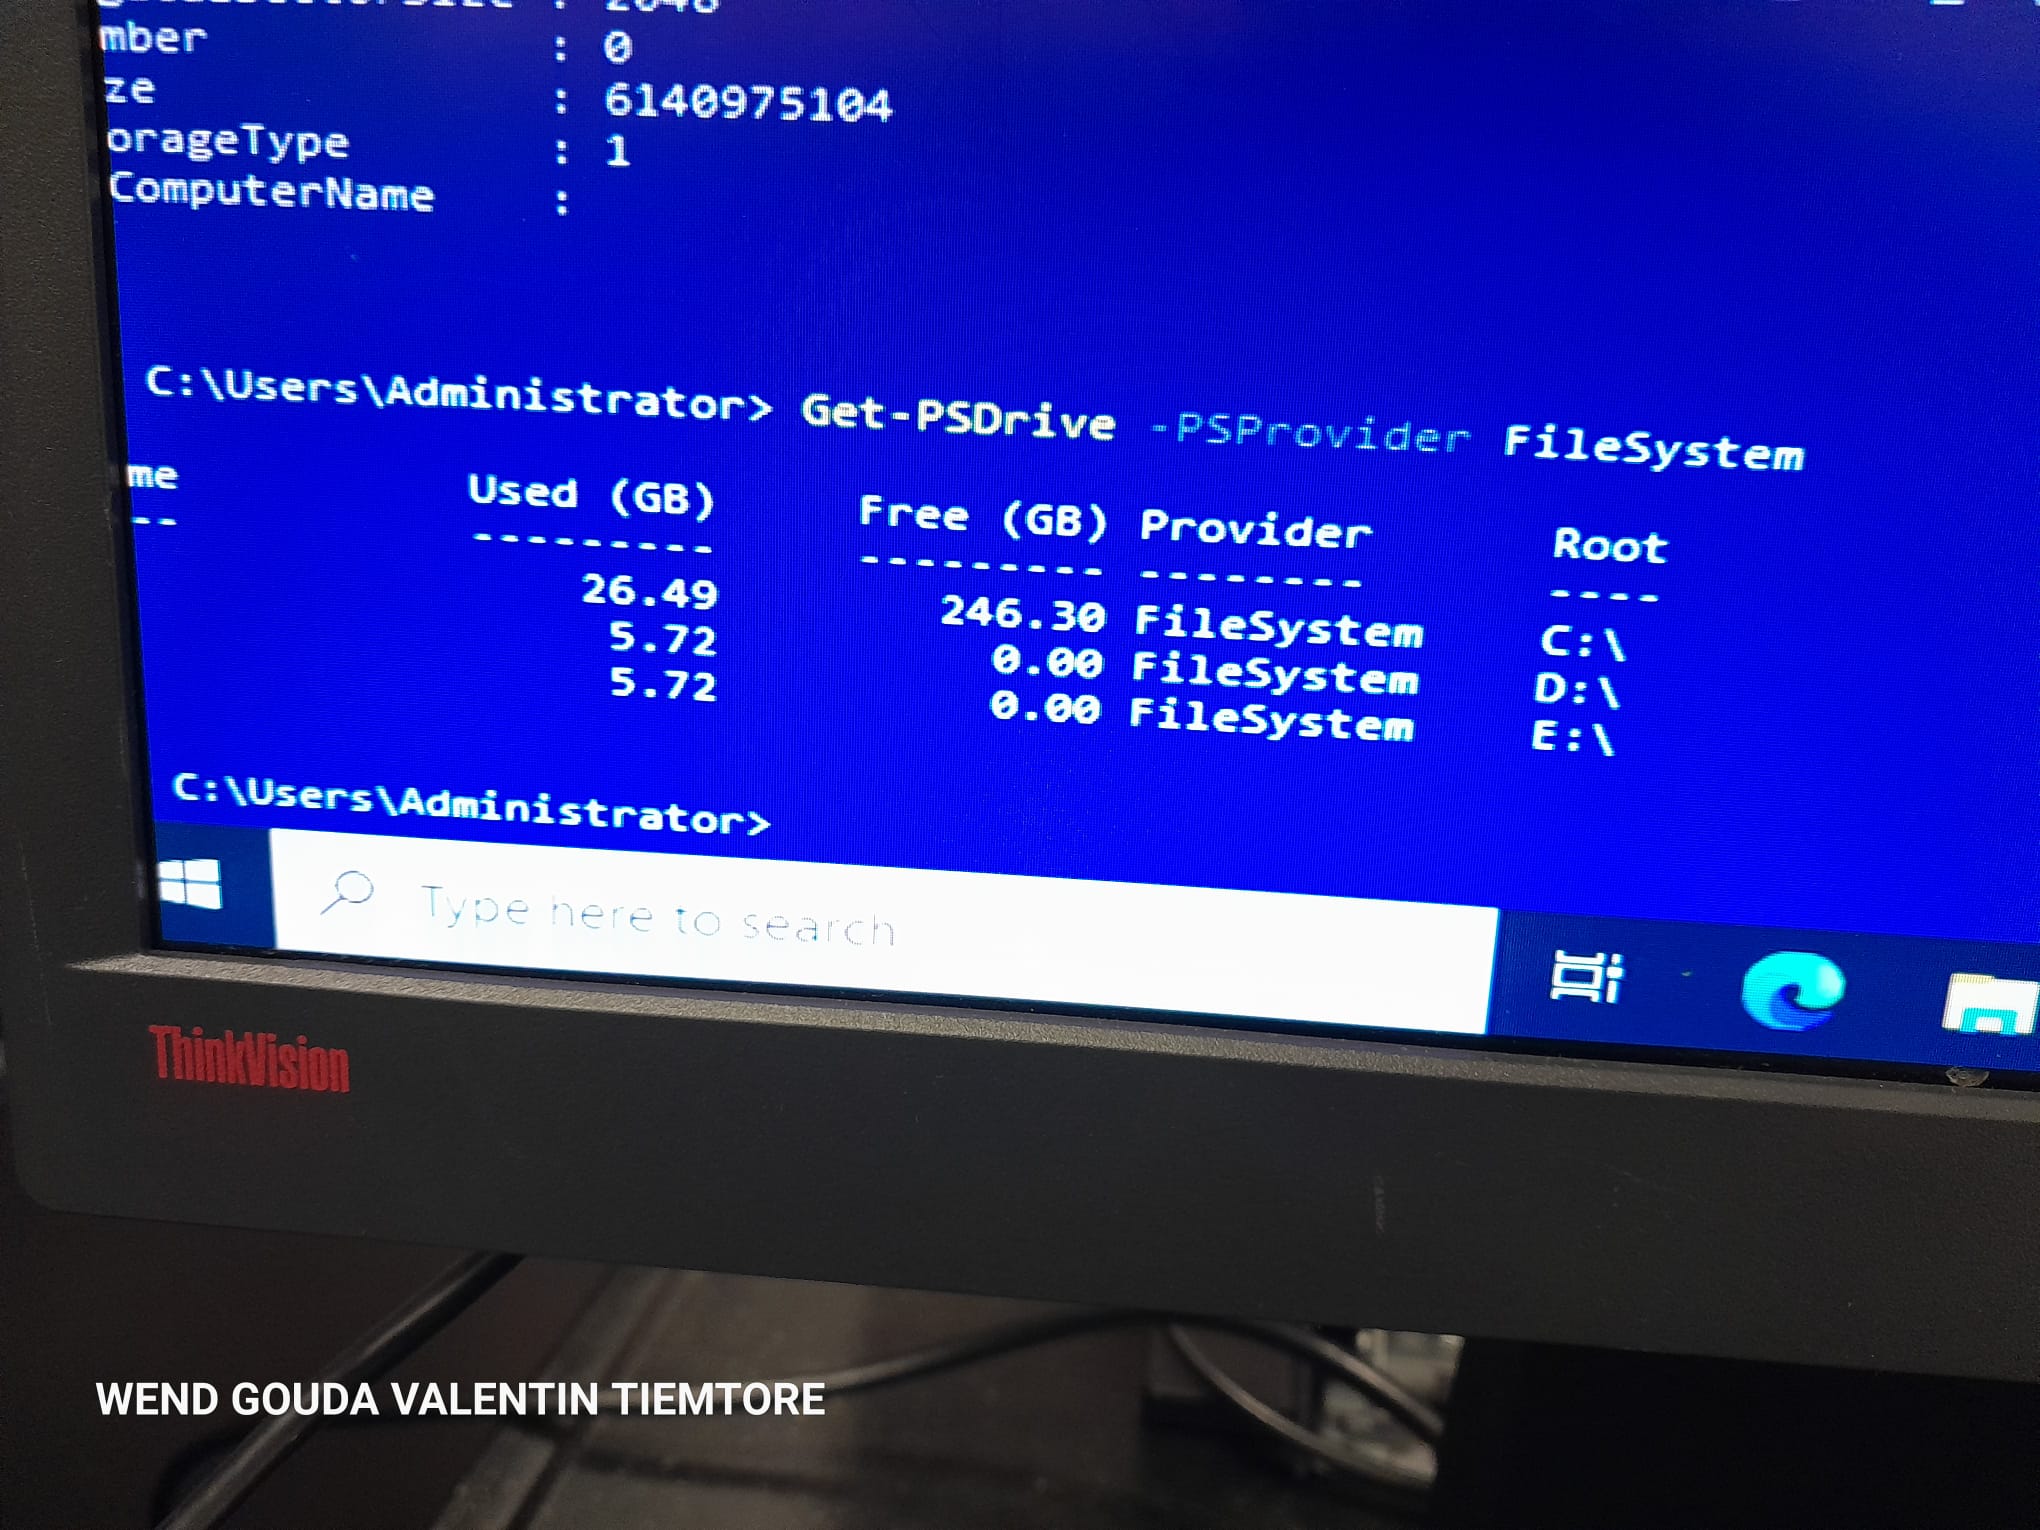 mber : 0
ze : 6140975104
orageType : 1
ComputerName :
C:\Users\Administrator> Get-PSDrive -PSProvider FileSystem
me Used (GB) Free (GB) Provider Root
-- --------- --------- -------- ----
26.49 246.30 FileSystem C:\
5.72 0.00 FileSystem D:\
5.72 0.00 FileSystem E:\
C:\Users\Administrator>
Type here to search
ThinkVision
WEND GOUDA VALENTIN TIEMTORE